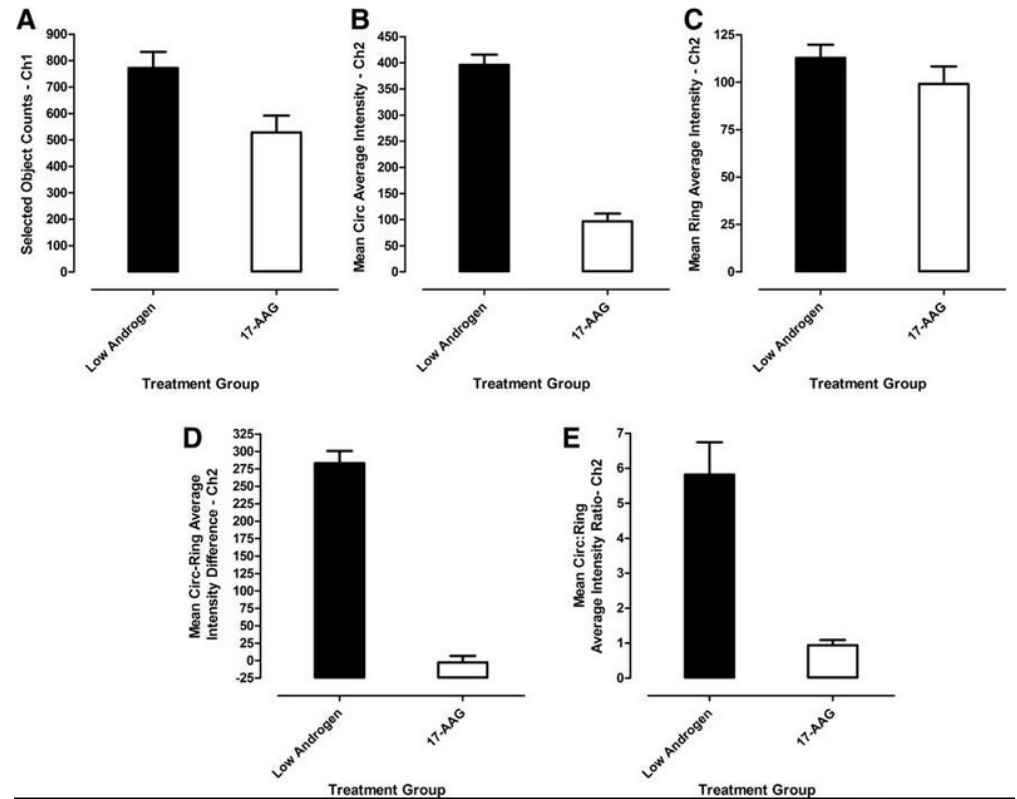 A
Selected Object Counts - Ch1
900
800
700
600
500
400
300
200
100
0
Low Androgen
17-AAG
Treatment Group
B
Mean Circ Average Intensity - Ch2
450
400
350
300
250
200
150
100
50
0
Low Androgen
17-AAG
Treatment Group
C
Mean Ring Average Intensity - Ch2
125
100
75
50
25
0
Low Androgen
17-AAG
Treatment Group
D
Mean Circ-Ring Average
Intensity Difference - Ch2
325
300
275
250
225
200
175
150
125
100
75
50
25
0
-25
Low Androgen
17-AAG
Treatment Group
E
Mean Circ:Ring
Average Intensity Ratio- Ch2
7
6
5
4
3
2
1
0
Low Androgen
17-AAG
Treatment Group